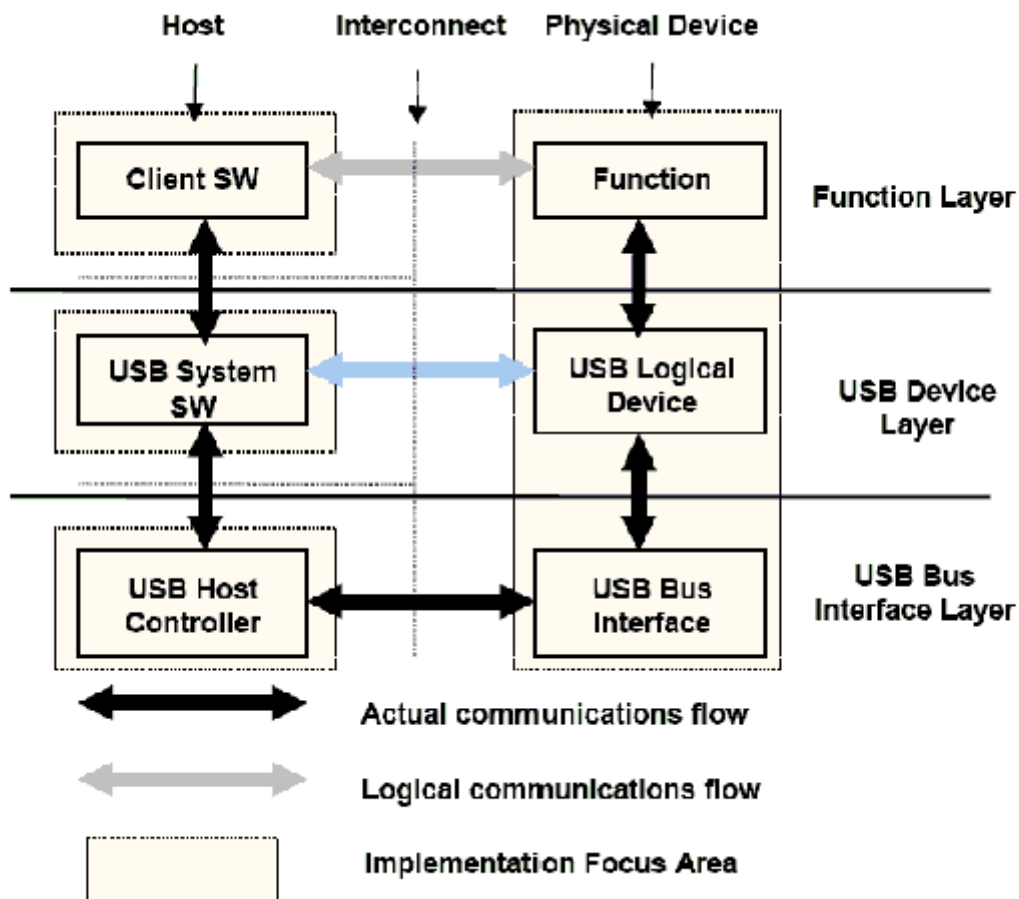 Host
Interconnect
Physical Device
Client SW
Function
Function Layer
USB System
SW
USB Logical
Device
USB Device
Layer
USB Host
Controller
USB Bus
Interface
USB Bus
Interface Layer
Actual communications flow
Logical communications flow
Implementation Focus Area